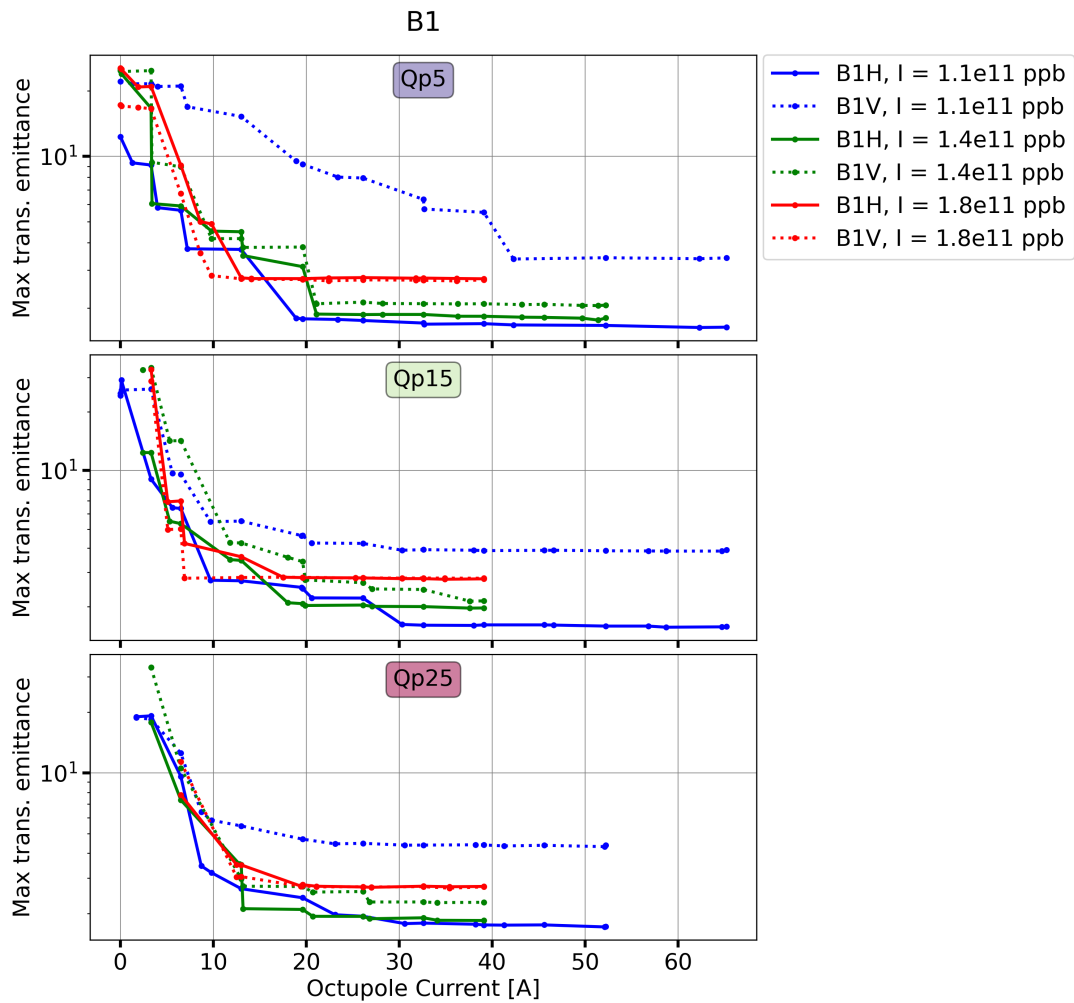 B1
Qp5
Max trans. emittance
10¹
B1H, I = 1.1e11 ppb
B1V, I = 1.1e11 ppb
B1H, I = 1.4e11 ppb
B1V, I = 1.4e11 ppb
B1H, I = 1.8e11 ppb
B1V, I = 1.8e11 ppb
Qp15
Max trans. emittance
10¹
Qp25
Max trans. emittance
10¹
0 10 20 30 40 50 60
Octupole Current [A]